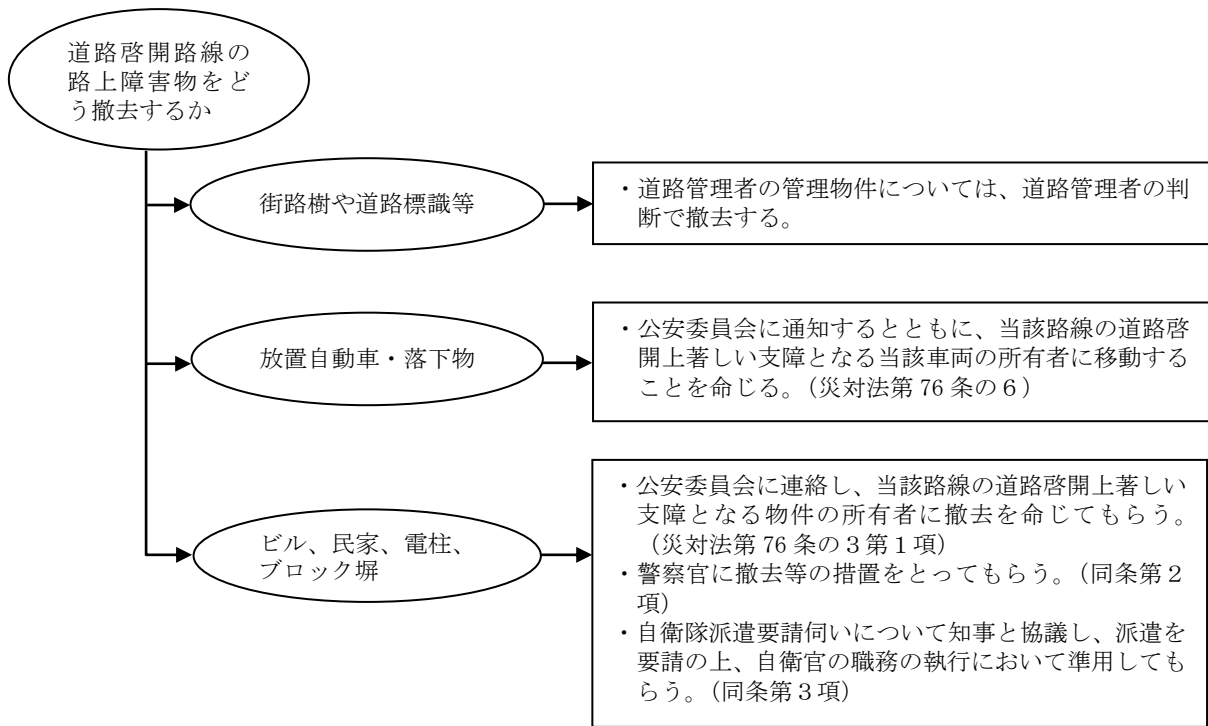 道路啓開路線の
路上障害物をど
う撤去するか
街路樹や道路標識等
・道路管理者の管理物件については、道路管理者の判
断で撤去する。
放置自動車・落下物
・公安委員会に通知するとともに、当該路線の道路啓
開上著しい支障となる当該車両の所有者に移動する
ことを命じる。（災対法第 76 条の６）
ビル、民家、電柱、
ブロック塀
・公安委員会に連絡し、当該路線の道路啓開上著しい
支障となる物件の所有者に撤去を命じてもらう。
（災対法第 76 条の３第１項）
・警察官に撤去等の措置をとってもらう。（同条第２
項）
・自衛隊派遣要請伺いについて知事と協議し、派遣を
要請の上、自衛官の職務の執行において準用しても
らう。（同条第３項）